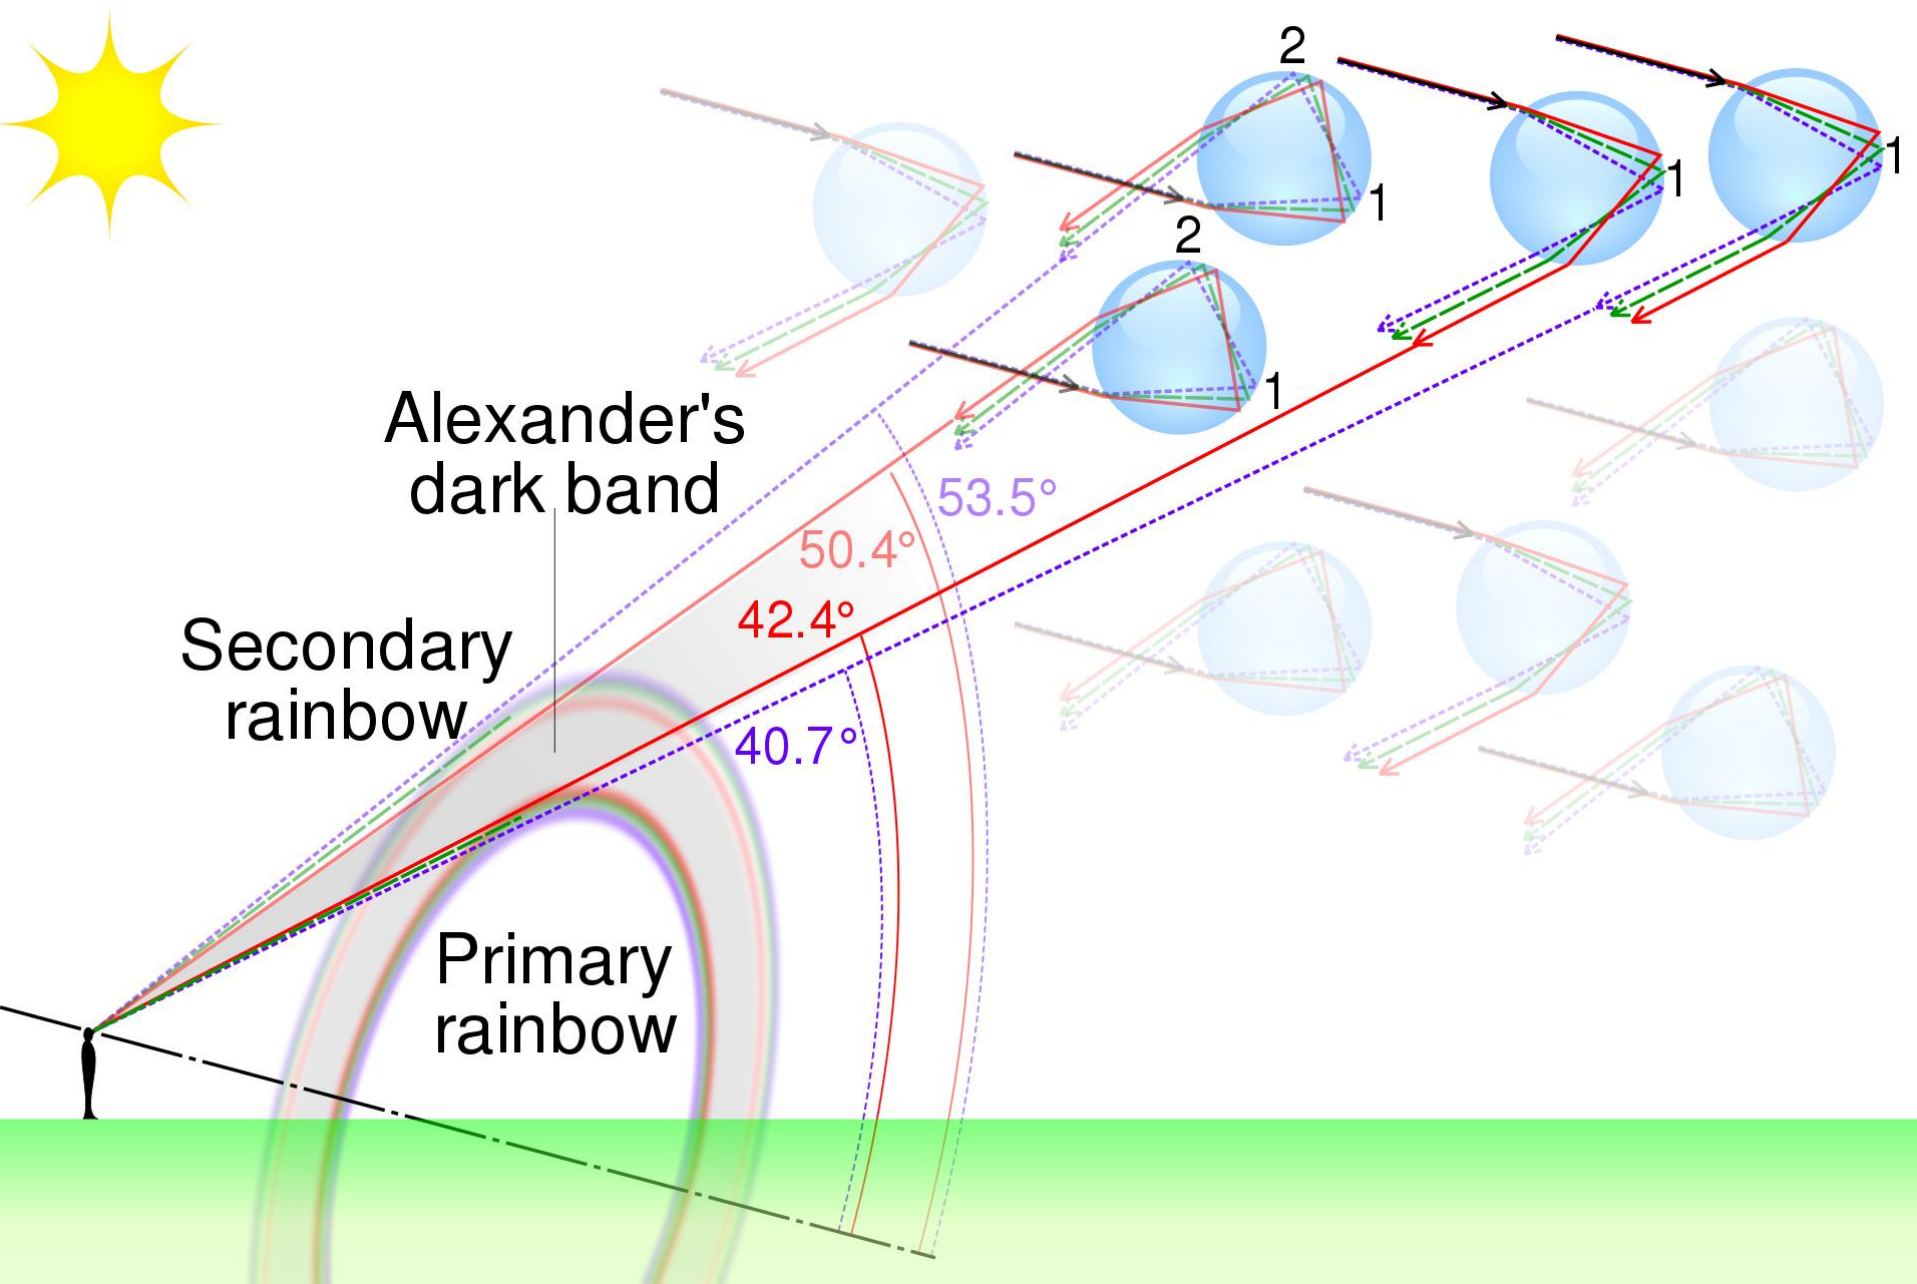 2
1
1
1
2
1
Alexander's
dark band
53.5°
50.4°
42.4°
Secondary
rainbow
40.7°
Primary
rainbow